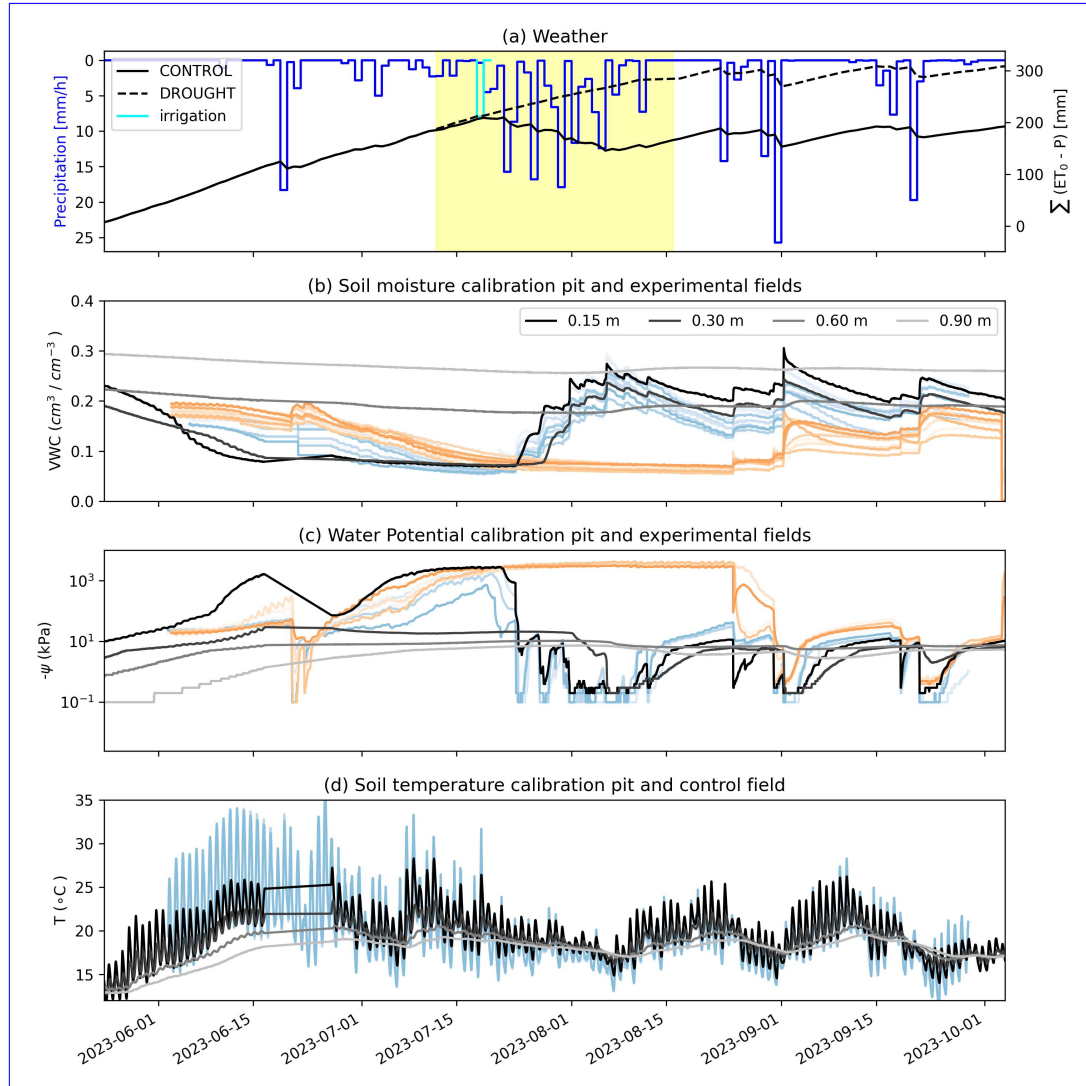 (a) Weather
0
5
10
15
20
25
Precipitation [mm/h]
CONTROL
DROUGHT
irrigation
300
200
100
0
∑ (ET₀ - P) [mm]
(b) Soil moisture calibration pit and experimental fields
0.4
0.3
0.2
0.1
0.0
VWC (cm³ / cm⁻³)
0.15 m 0.30 m 0.60 m 0.90 m
(c) Water Potential calibration pit and experimental fields
10³
10¹
10⁻¹
-ψ (kPa)
(d) Soil temperature calibration pit and control field
35
30
25
20
15
T (∘C )
2023-06-01 2023-06-15 2023-07-01 2023-07-15 2023-08-01 2023-08-15 2023-09-01 2023-09-15 2023-10-01